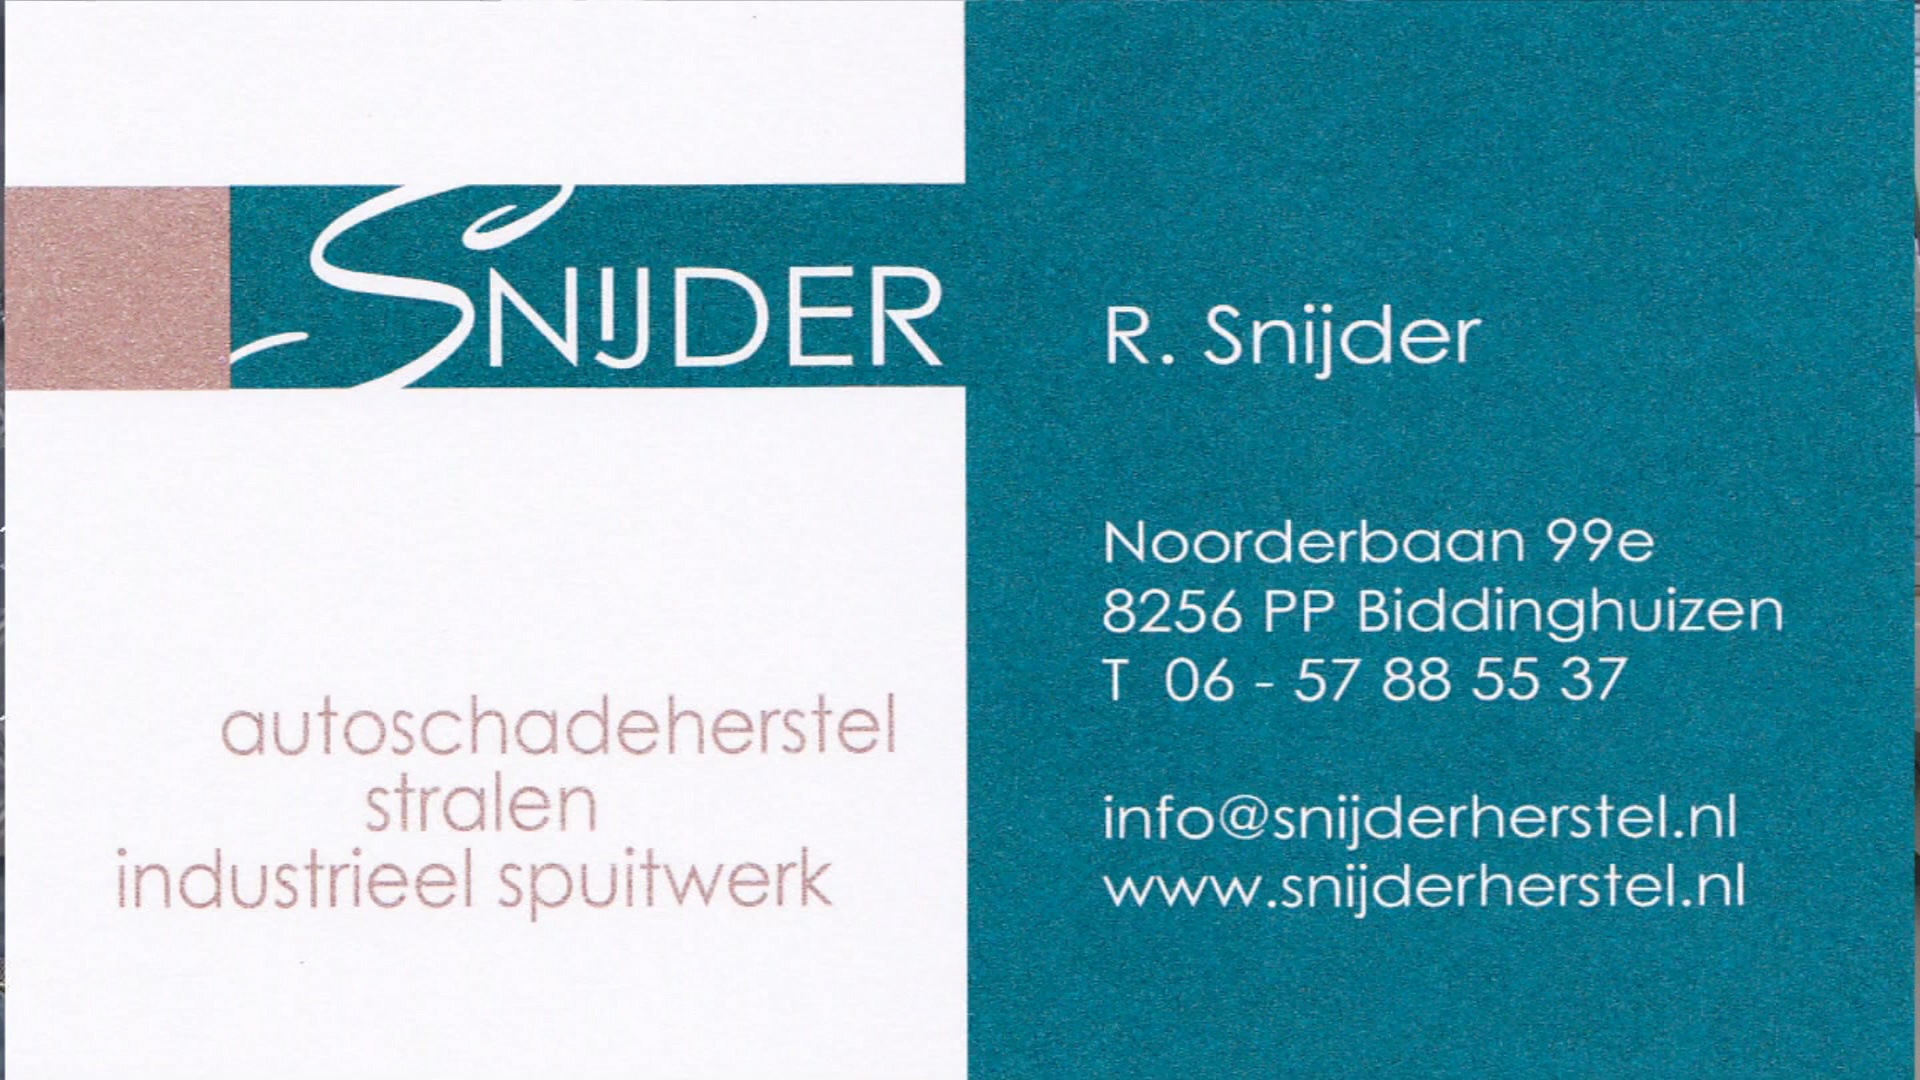 SNIJDER
autoschadeherstel
stralen
industrieel spuitwerk
R. Snijder
Noorderbaan 99e
8256 PP Biddinghuizen
T 06 - 57 88 55 37
info@snijderherstel.nl
www.snijderherstel.nl